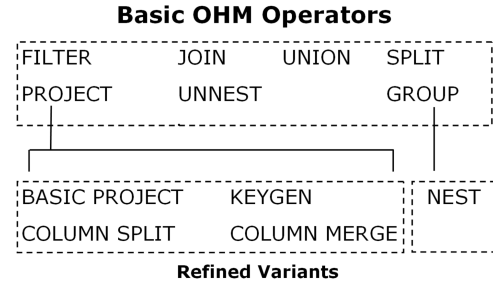 Basic OHM Operators
FILTER JOIN UNION SPLIT
PROJECT UNNEST GROUP
BASIC PROJECT KEYGEN NEST
COLUMN SPLIT COLUMN MERGE
Refined Variants